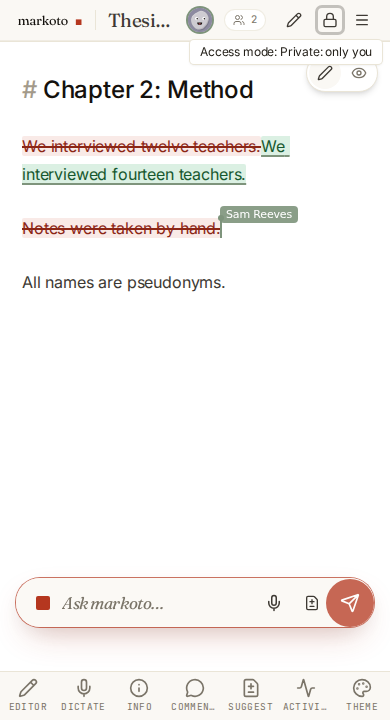 markoto
Thesi...
2
Access mode: Private: only you
# Chapter 2: Method
We interviewed twelve teachers.We
interviewed fourteen teachers.
Sam Reeves
Notes were taken by hand.
All names are pseudonyms.
Ask markoto...
EDITOR DICTATE INFO COMMEN… SUGGEST ACTIVI… THEME